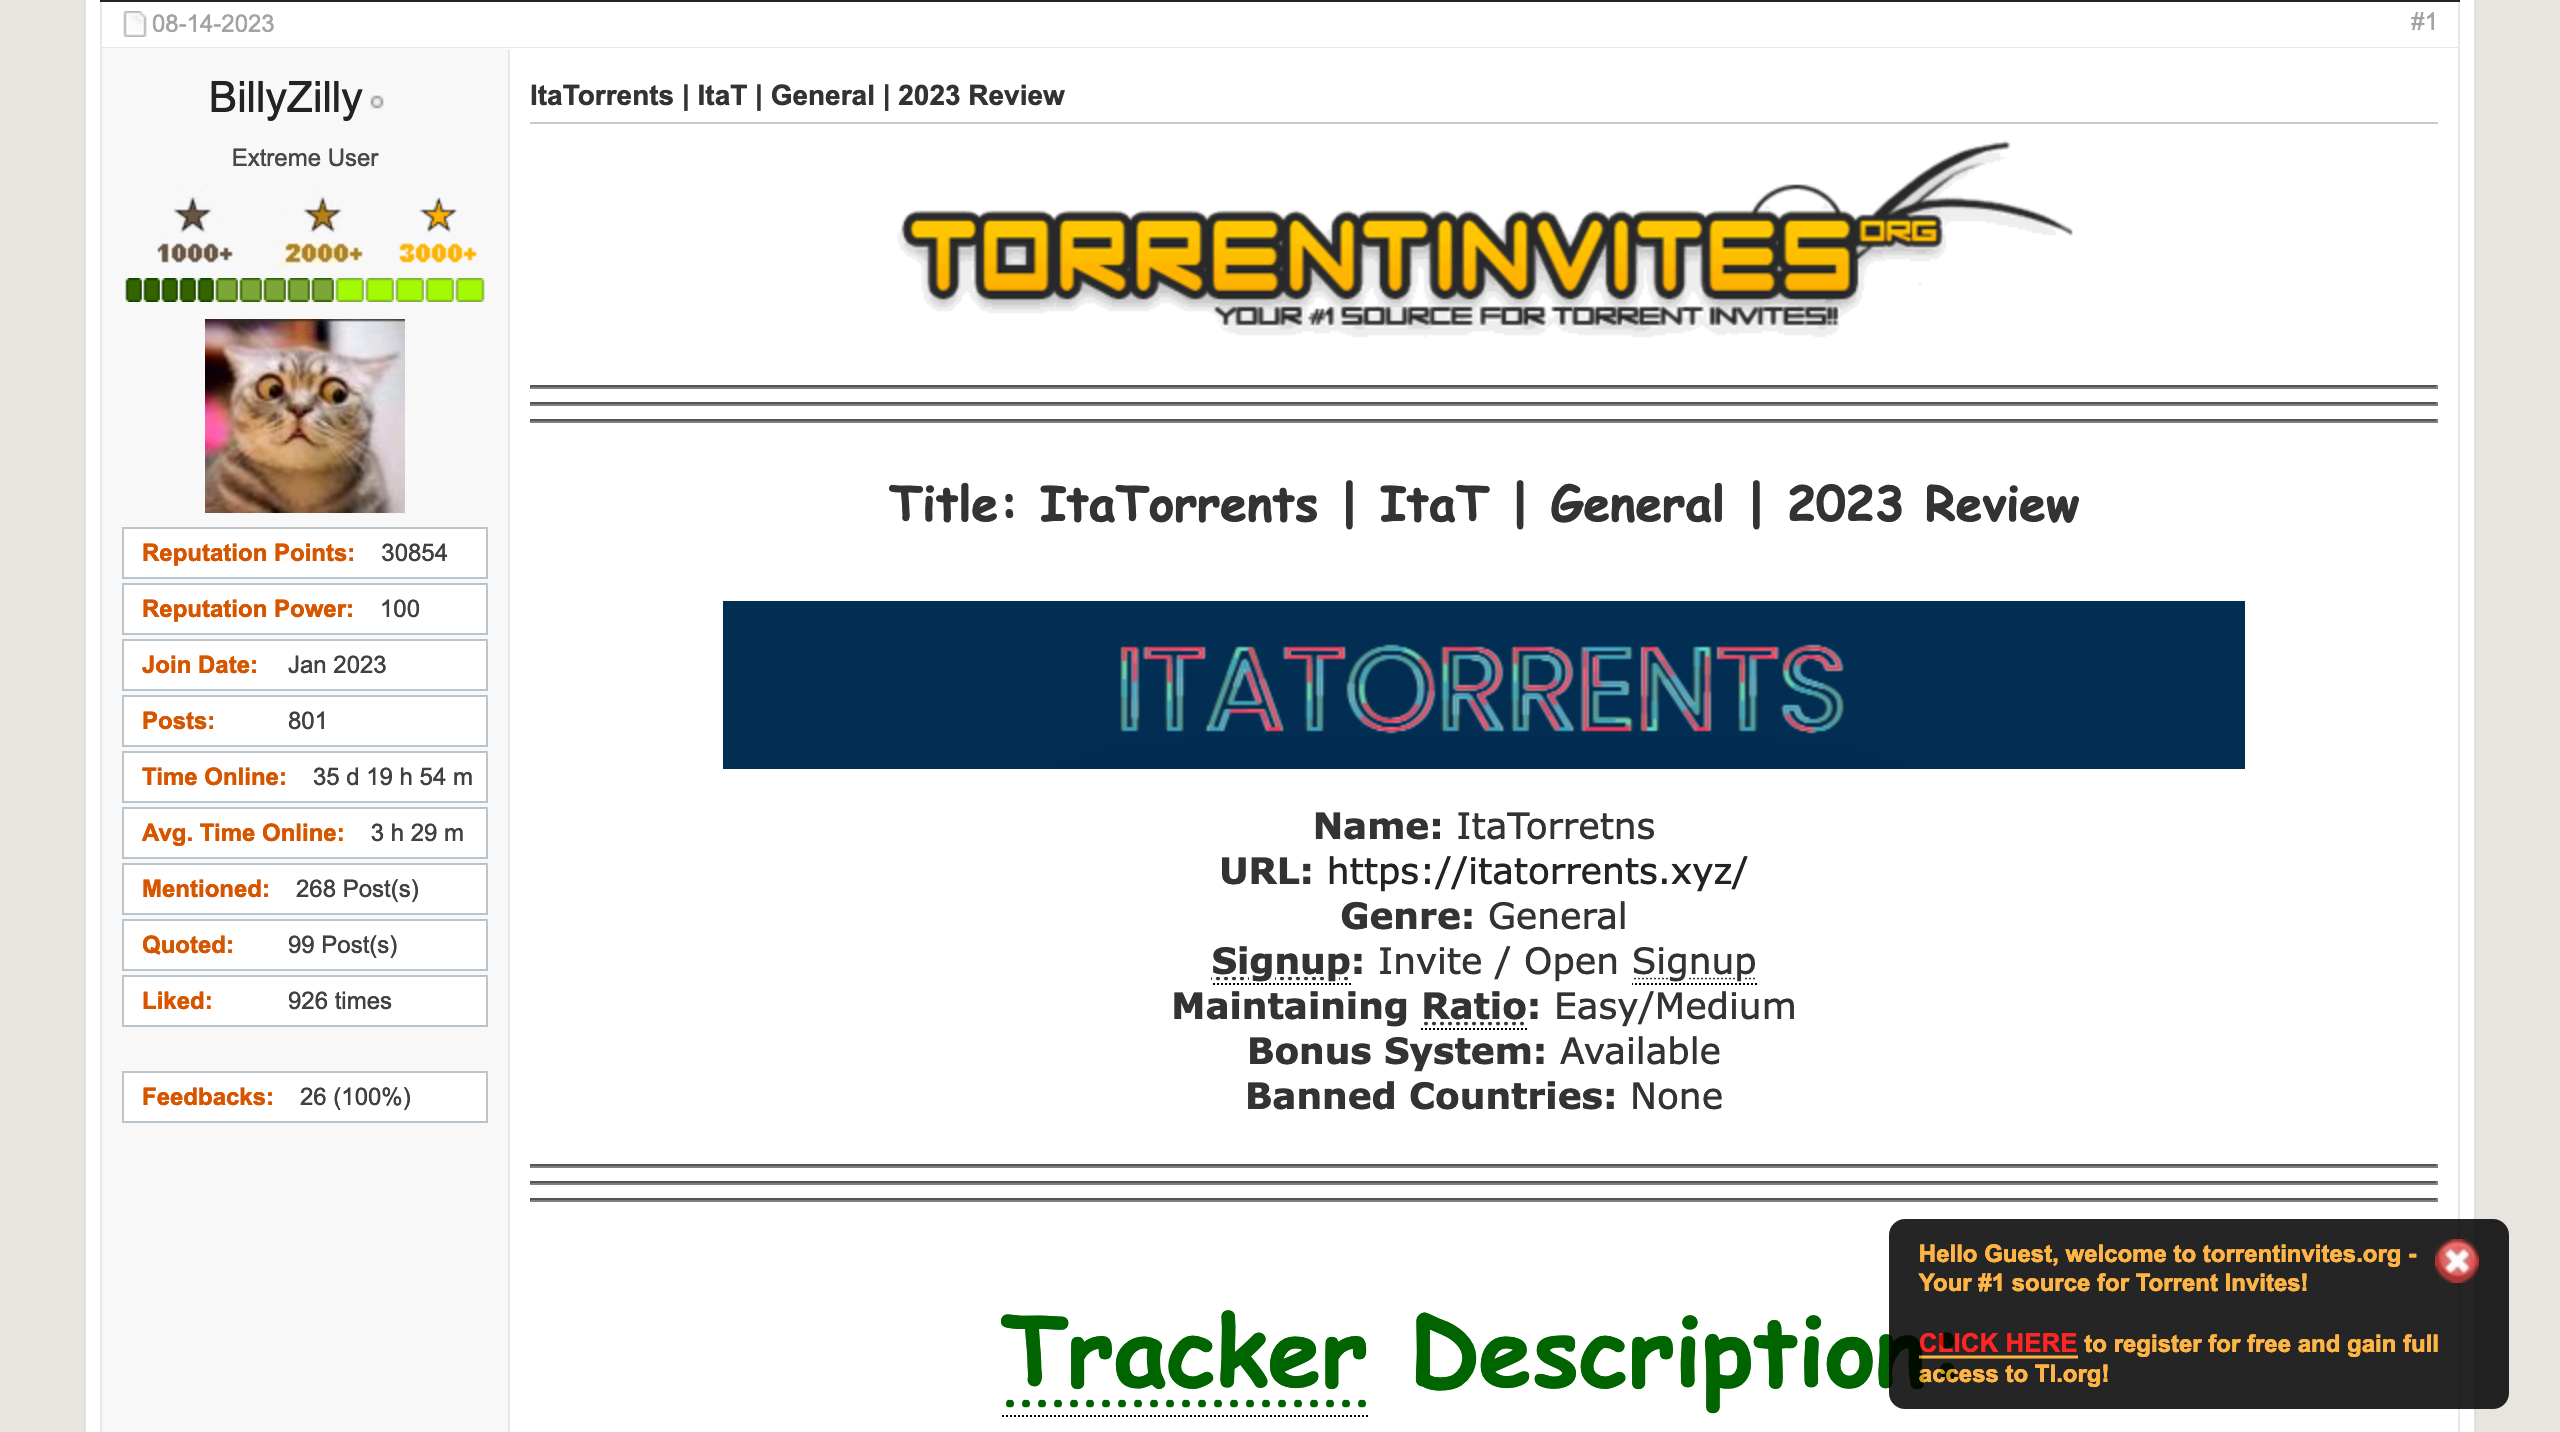 08-14-2023
#1
BillyZilly
Extreme User
1000+ 2000+ 3000+
Reputation Points: 30854
Reputation Power: 100
Join Date: Jan 2023
Posts: 801
Time Online: 35 d 19 h 54 m
Avg. Time Online: 3 h 29 m
Mentioned: 268 Post(s)
Quoted: 99 Post(s)
Liked: 926 times
Feedbacks: 26 (100%)
ItaTorrents | ItaT | General | 2023 Review
TORRENTINVITES ORG
YOUR #1 SOURCE FOR TORRENT INVITES!!
Title: ItaTorrents | ItaT | General | 2023 Review
ITATORRENTS
Name: ItaTorretns
URL: https://itatorrents.xyz/
Genre: General
Signup: Invite / Open Signup
Maintaining Ratio: Easy/Medium
Bonus System: Available
Banned Countries: None
Tracker Description:
Hello Guest, welcome to torrentinvites.org -
Your #1 source for Torrent Invites!
CLICK HERE to register for free and gain full
access to TI.org!